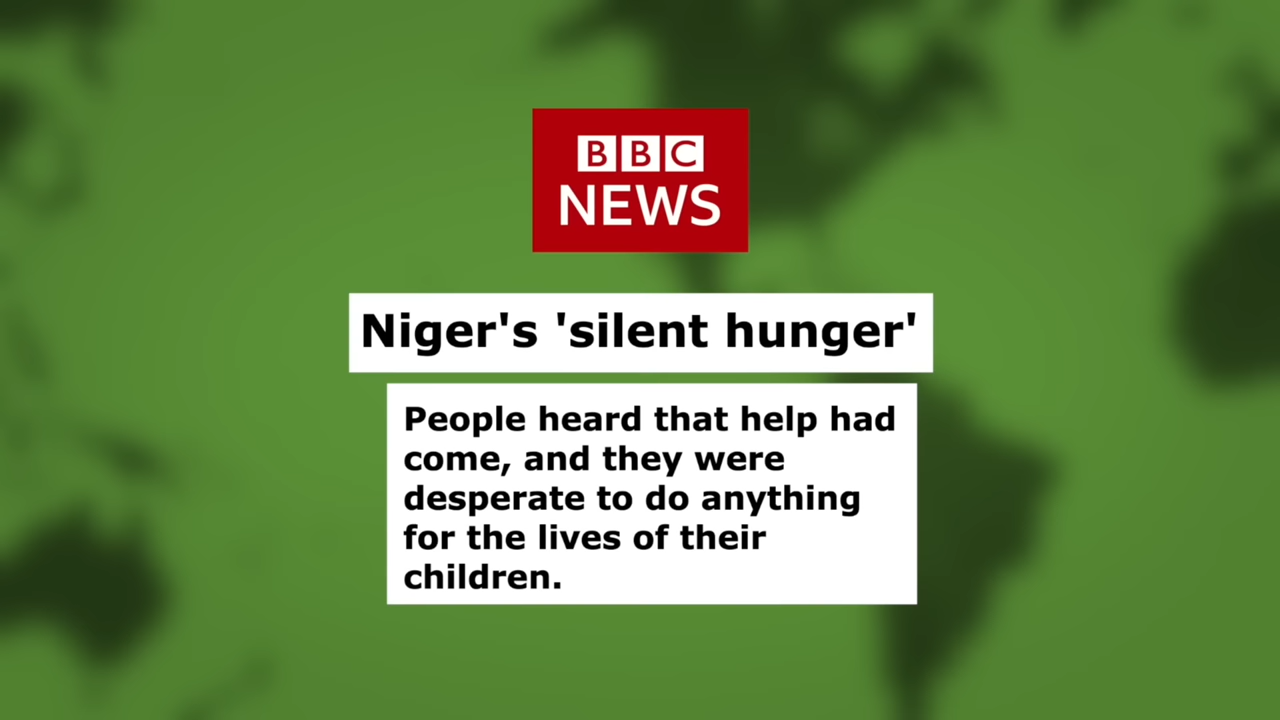 BBC
NEWS
Niger's 'silent hunger'
People heard that help had
come, and they were
desperate to do anything
for the lives of their
children.